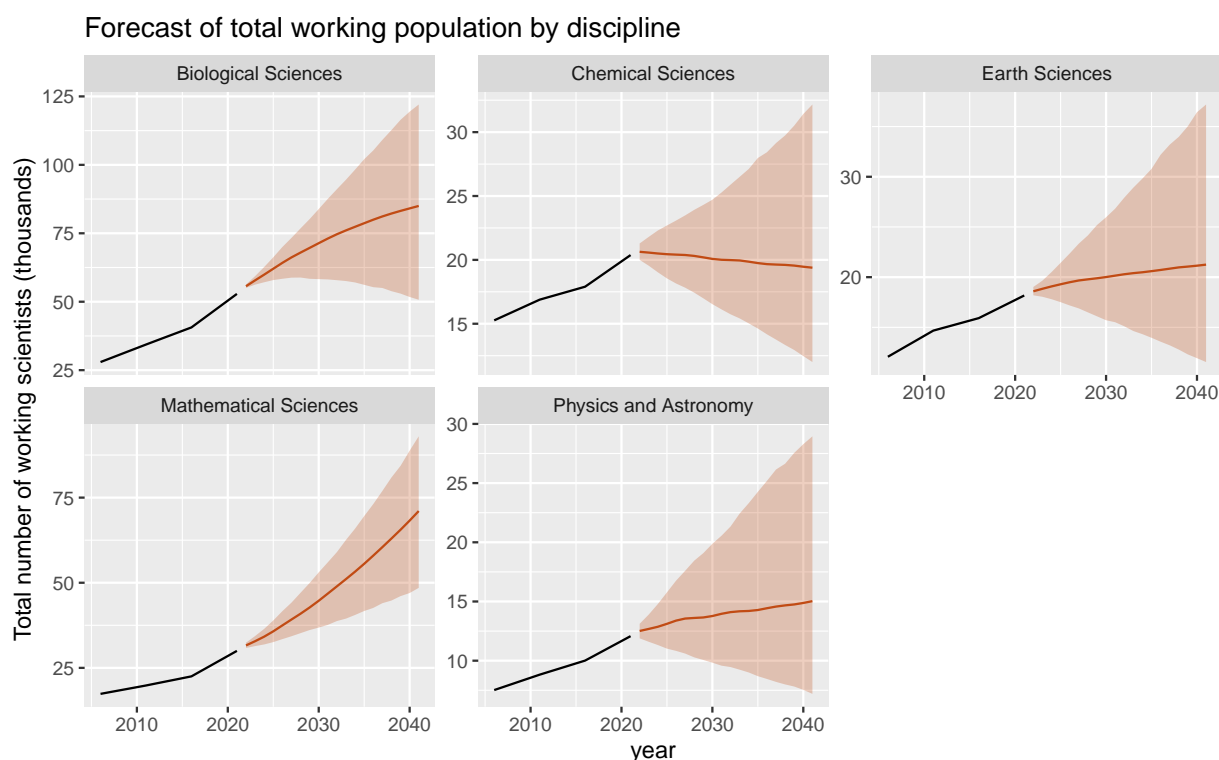 Forecast of total working population by discipline
Total number of working scientists (thousands)
Biological Sciences
125
100
75
50
25
Chemical Sciences
30
25
20
15
Earth Sciences
30
20
2010 2020 2030 2040
Mathematical Sciences
75
50
25
2010 2020 2030 2040
Physics and Astronomy
30
25
20
15
10
2010 2020 2030 2040
year